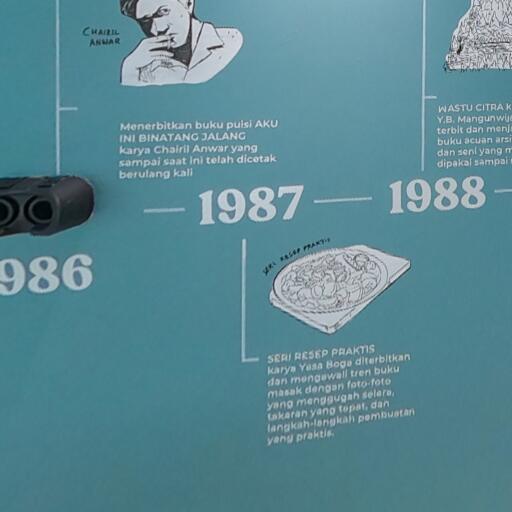 CHAIRIL
ANWAR
Menerbitkan buku puisi AKU
INI BINATANG JALANG
karya Chairil Anwar yang
sampai saat ini telah dicetak
berulang kali
WASTU CITRA
Y.B. Mangunwij
terbit dan menj
buku acuan arsi
dan seni yang m
dipakai sampai
1987
1988
986
SERI RESEP PRAKTIS
SERI RESEP PRAKTIS
karya Yasa Boga diterbitkan
dan mengawali tren buku
masak dengan foto-foto
yang menggugah selera,
takaran yang tepat, dan
langkah-langkah pembuatan
yang praktis.